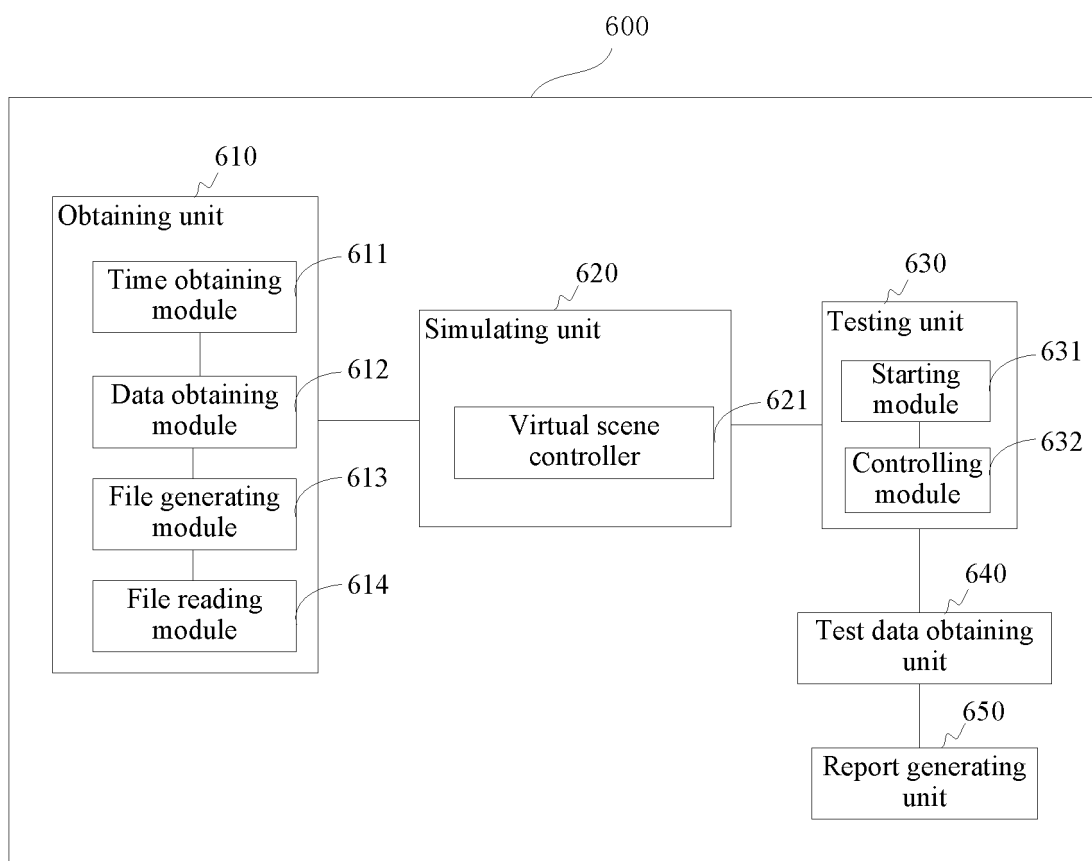 600
610
Obtaining unit
Time obtaining
module
611
Data obtaining
module
612
File generating
module
613
File reading
module
614
620
Simulating unit
Virtual scene
controller
621
630
Testing unit
Starting
module
631
Controlling
module
632
640
Test data obtaining
unit
650
Report generating
unit